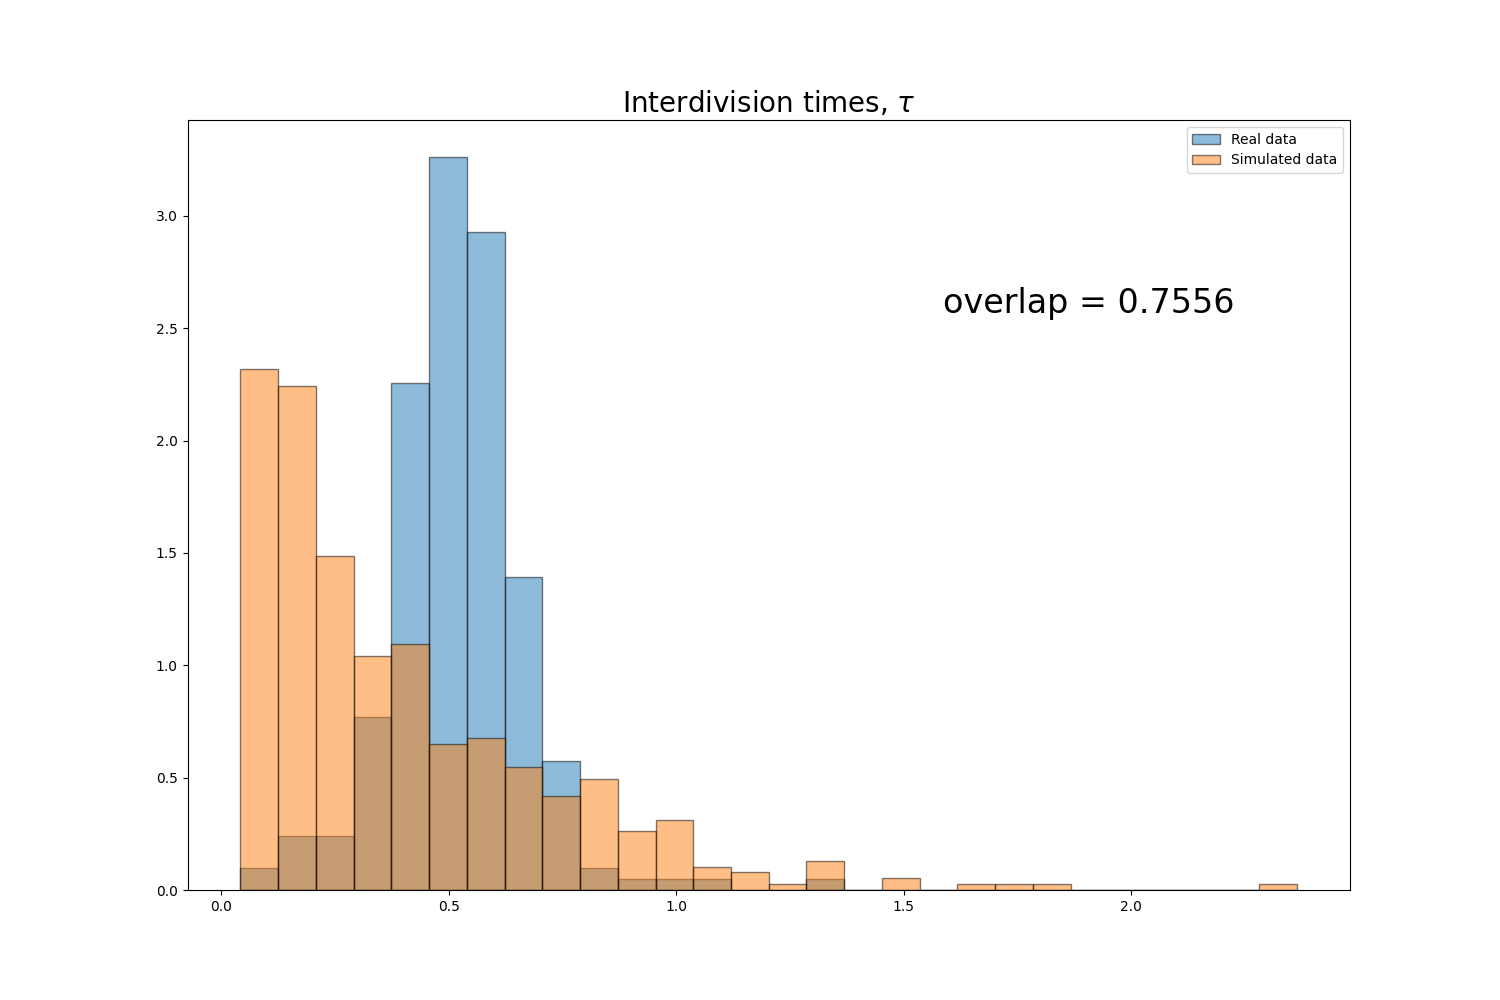 Interdivision times, τ
Real data
Simulated data
overlap = 0.7556
3.0
2.5
2.0
1.5
1.0
0.5
0.0
0.0 0.5 1.0 1.5 2.0